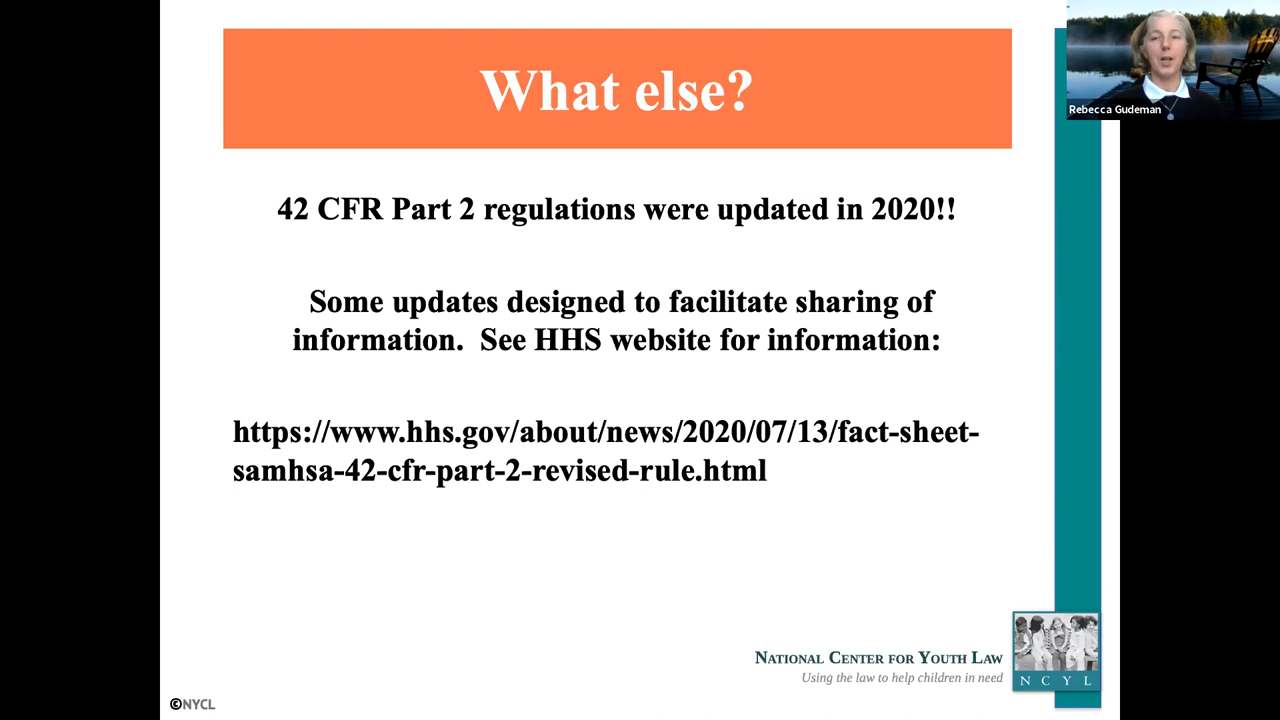 What else?
Rebecca Gudeman
42 CFR Part 2 regulations were updated in 2020!!
Some updates designed to facilitate sharing of
information.  See HHS website for information:
https://www.hhs.gov/about/news/2020/07/13/fact-sheet-
samhsa-42-cfr-part-2-revised-rule.html
NATIONAL CENTER FOR YOUTH LAW
Using the law to help children in need
N C Y L
©NYCL